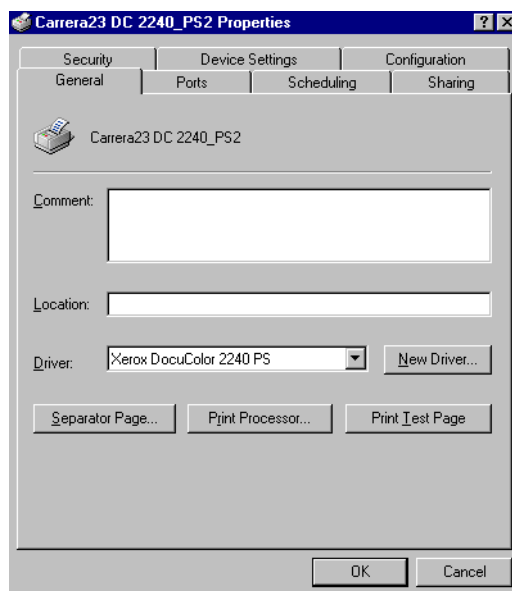 Carrera23 DC 2240_PS2 Properties
Security Device Settings Configuration
General Ports Scheduling Sharing
Carrera23 DC 2240_PS2
Comment:
Location:
Driver: Xerox DocuColor 2240 PS New Driver...
Separator Page... Print Processor... Print Test Page
OK Cancel